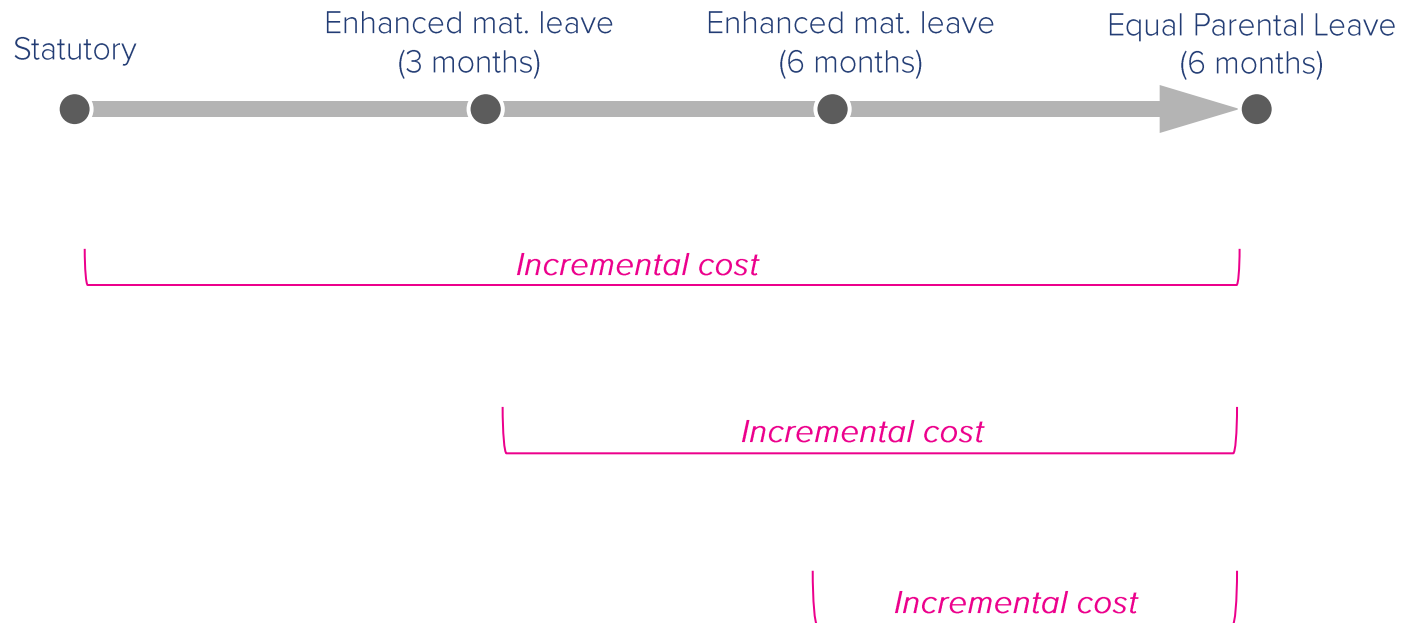 Statutory
Enhanced mat. leave
(3 months)
Enhanced mat. leave
(6 months)
Equal Parental Leave
(6 months)
Incremental cost
Incremental cost
Incremental cost